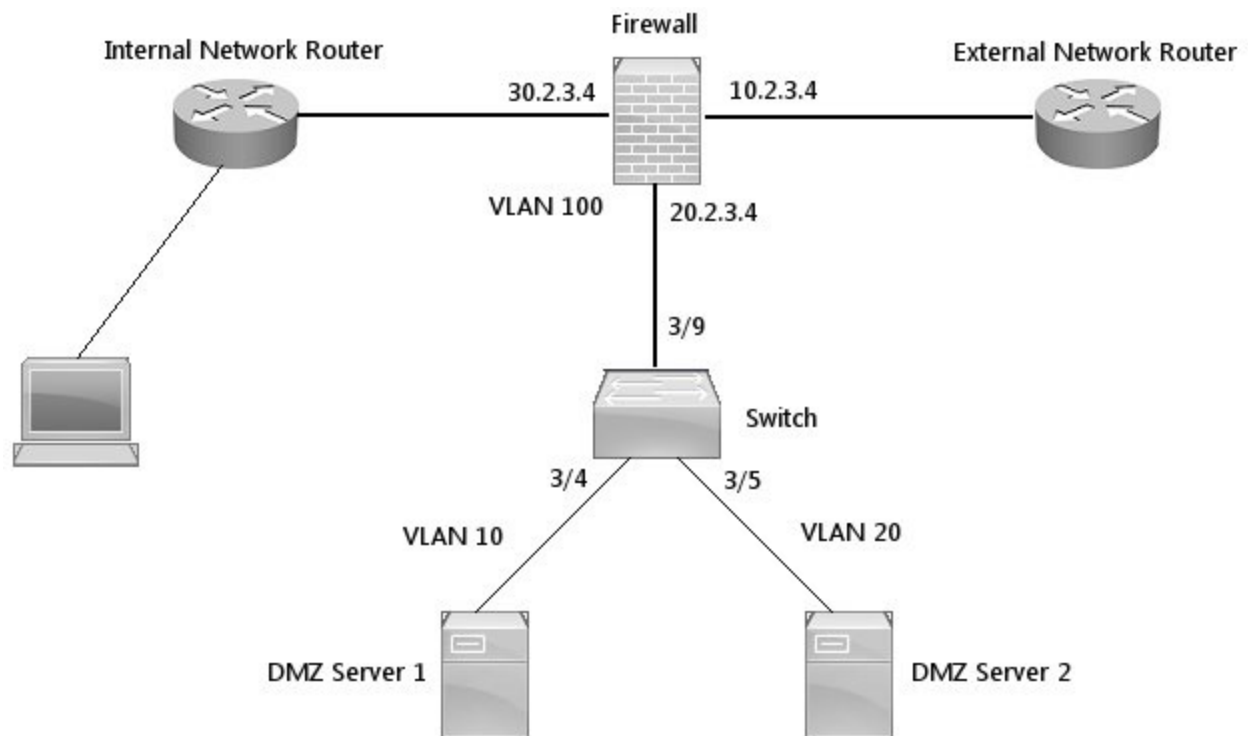 Firewall
Internal Network Router
External Network Router
30.2.3.4
10.2.3.4
VLAN 100
20.2.3.4
3/9
Switch
3/4
3/5
VLAN 10
VLAN 20
DMZ Server 1
DMZ Server 2